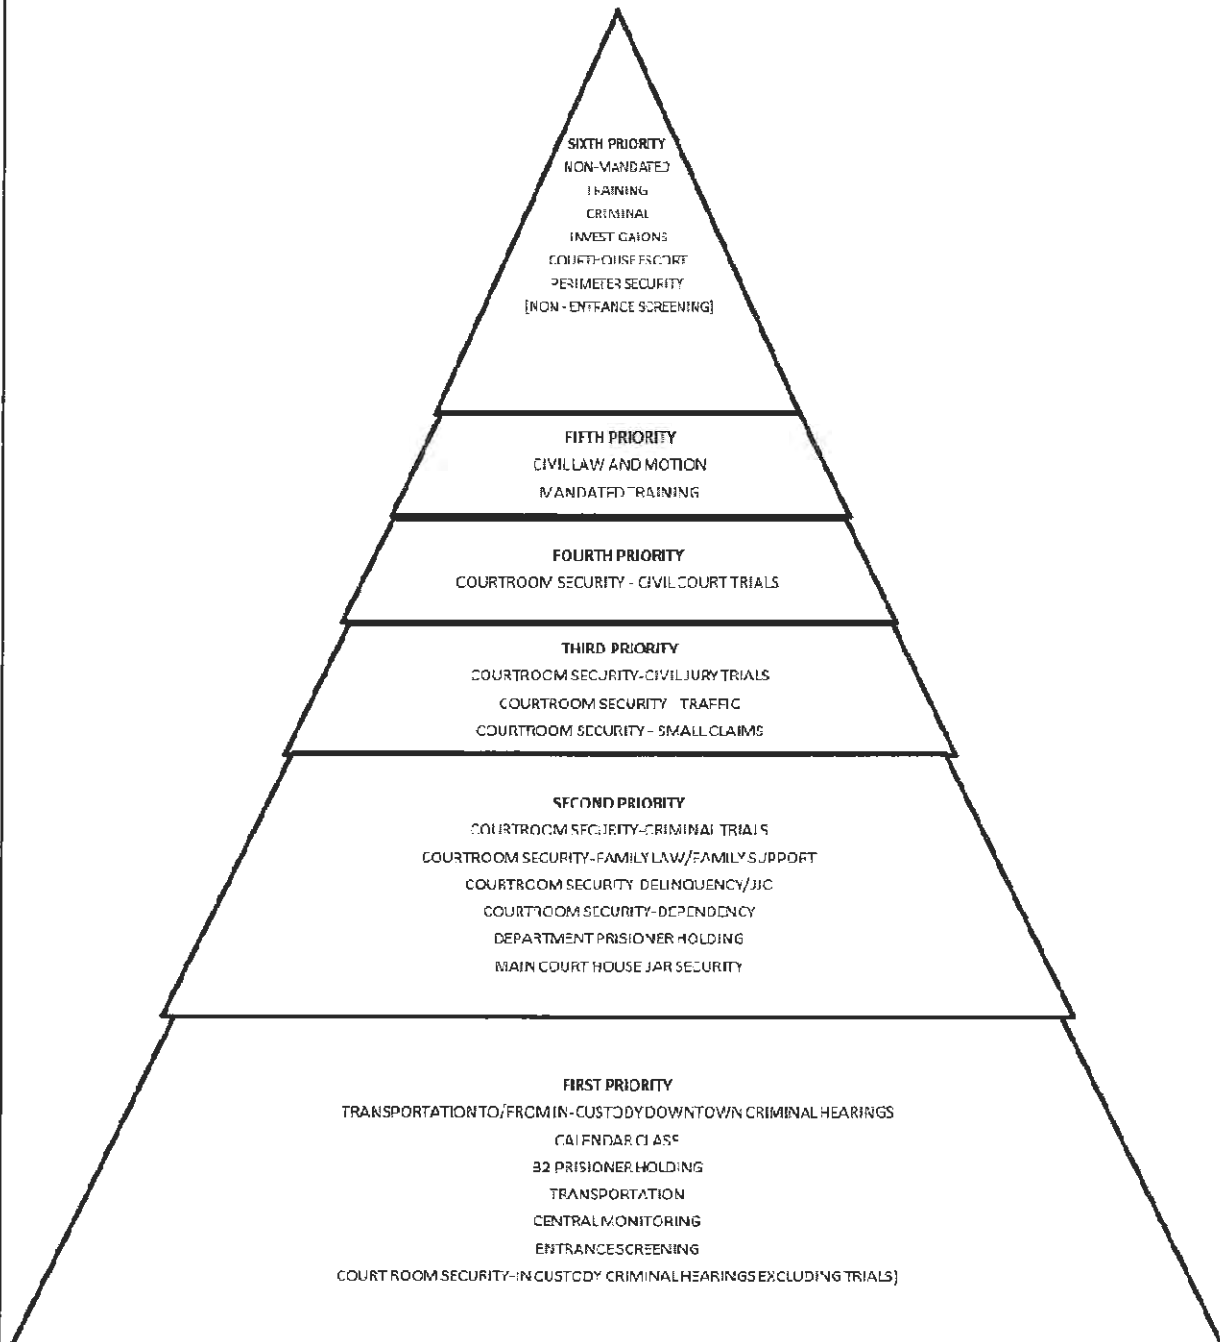 SIXTH PRIORITY
NON-MANDATED
TRAINING
CRIMINAL
INVESTIGAIONS
COURTHOUSE ESCORT
PERIMETER SECURITY
[NON - ENTRANCE SCREENING]
FIFTH PRIORITY
CIVIL LAW AND MOTION
MANDATED TRAINING
FOURTH PRIORITY
COURTROOM SECURITY - CIVIL COURT TRIALS
THIRD PRIORITY
COURTROOM SECURITY-CIVIL JURY TRIALS
COURTROOM SECURITY - TRAFFIC
COURTROOM SECURITY – SMALL CLAIMS
SECOND PRIORITY
COURTROOM SECURITY-CRIMINAL TRIALS
COURTROOM SECURITY-FAMILY LAW/FAMILY SUPPORT
COURTROOM SECURITY-DELINQUENCY/JJC
COURTROOM SECURITY-DEPENDENCY
DEPARTMENT PRISIONER HOLDING
MAIN COURT HOUSE SECURITY
FIRST PRIORITY
TRANSPORTATION TO/FROM IN-CUSTODY DOWNTOWN CRIMINAL HEARINGS
CALENDAR CLASS
B2 PRISIONER HOLDING
TRANSPORTATION
CENTRAL MONITORING
ENTRANCE SCREENING
COURT ROOM SECURITY-IN CUSTODY CRIMINAL HEARINGS EXCLUDING TRIALS]